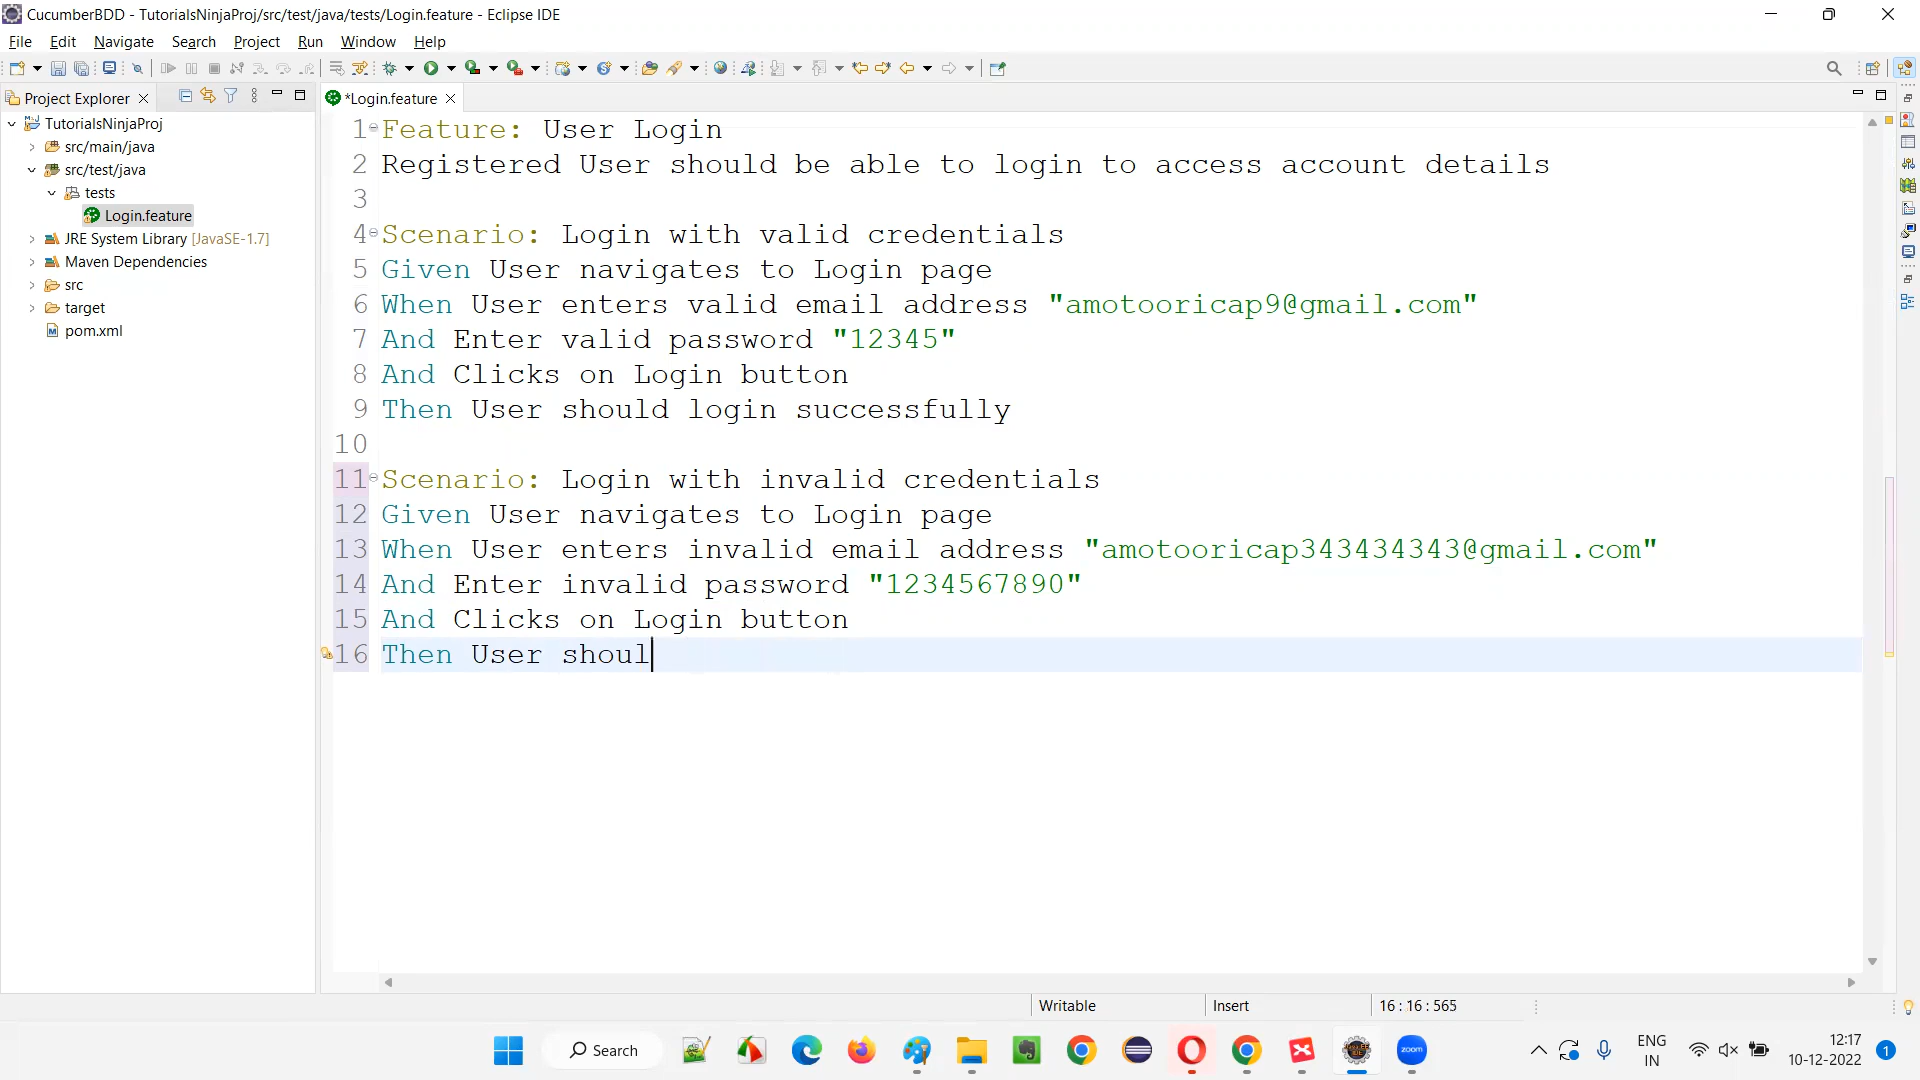 CucumberBDD - TutorialsNinjaProj/src/test/java/tests/Login.feature - Eclipse IDE
File Edit Navigate Search Project Run Window Help
Project Explorer
*Login.feature
TutorialsNinjaProj
src/main/java
src/test/java
tests
Login.feature
JRE System Library [JavaSE-1.7]
Maven Dependencies
src
target
pom.xml
1 Feature: User Login
2 Registered User should be able to login to access account details
3
4 Scenario: Login with valid credentials
5 Given User navigates to Login page
6 When User enters valid email address "amotooricap9@gmail.com"
7 And Enter valid password "12345"
8 And Clicks on Login button
9 Then User should login successfully
10
11 Scenario: Login with invalid credentials
12 Given User navigates to Login page
13 When User enters invalid email address "amotooricap343434343@gmail.com"
14 And Enter invalid password "1234567890"
15 And Clicks on Login button
16 Then User shoul
Writable Insert 16 : 16 : 565
Search
zoom
ENG
IN
12:17
10-12-2022
1